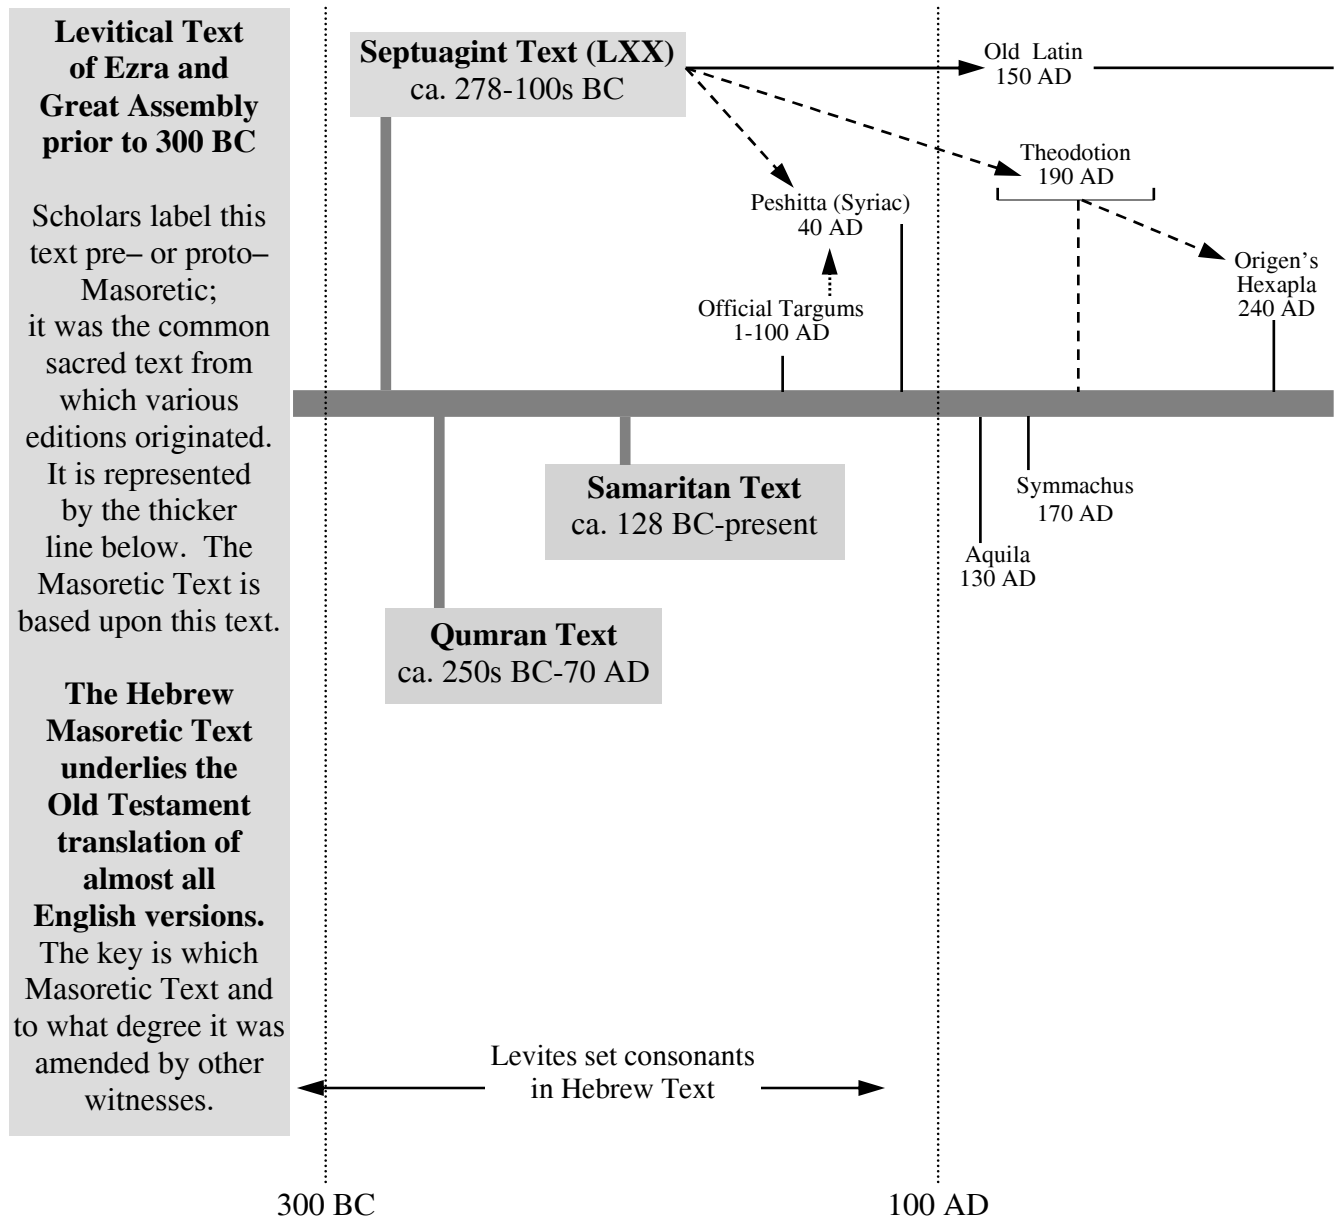 Levitical Text
of Ezra and
Great Assembly
prior to 300 BC
Scholars label this
text pre– or proto–
Masoretic;
it was the common
sacred text from
which various
editions originated.
It is represented
by the thicker
line below.  The
Masoretic Text is
based upon this text.
The Hebrew
Masoretic Text
underlies the
Old Testament
translation of
almost all
English versions.
The key is which
Masoretic Text and
to what degree it was
amended by other
witnesses.
Septuagint Text (LXX)
ca. 278-100s BC
Old Latin
150 AD
Theodotion
190 AD
Peshitta (Syriac)
40 AD
Origen's
Hexapla
240 AD
Official Targums
1-100 AD
Samaritan Text
ca. 128 BC-present
Symmachus
170 AD
Aquila
130 AD
Qumran Text
ca. 250s BC-70 AD
Levites set consonants
in Hebrew Text
300 BC
100 AD